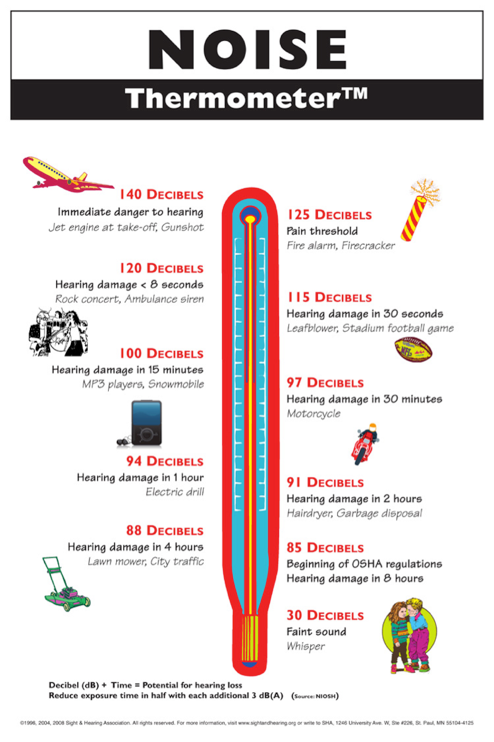 NOISE
Thermometer™
140 DECIBELS
Immediate danger to hearing
Jet engine at take-off, Gunshot
125 DECIBELS
Pain threshold
Fire alarm, Firecracker
120 DECIBELS
Hearing damage < 8 seconds
Rock concert, Ambulance siren
115 DECIBELS
Hearing damage in 30 seconds
Leafblower, Stadium football game
100 DECIBELS
Hearing damage in 15 minutes
MP3 players, Snowmobile
97 DECIBELS
Hearing damage in 30 minutes
Motorcycle
94 DECIBELS
Hearing damage in 1 hour
Electric drill
91 DECIBELS
Hearing damage in 2 hours
Hairdryer, Garbage disposal
88 DECIBELS
Hearing damage in 4 hours
Lawn mower, City traffic
85 DECIBELS
Beginning of OSHA regulations
Hearing damage in 8 hours
30 DECIBELS
Faint sound
Whisper
Decibel (dB) + Time = Potential for hearing loss
Reduce exposure time in half with each additional 3 dB(A) (SOURCE: NIOSH)
©1996, 2004, 2008 Sight & Hearing Association. All rights reserved. For more information, visit www.sightandhearing.org or write to SHA, 1246 University Ave. W, Ste #226, St. Paul, MN 55104-4125